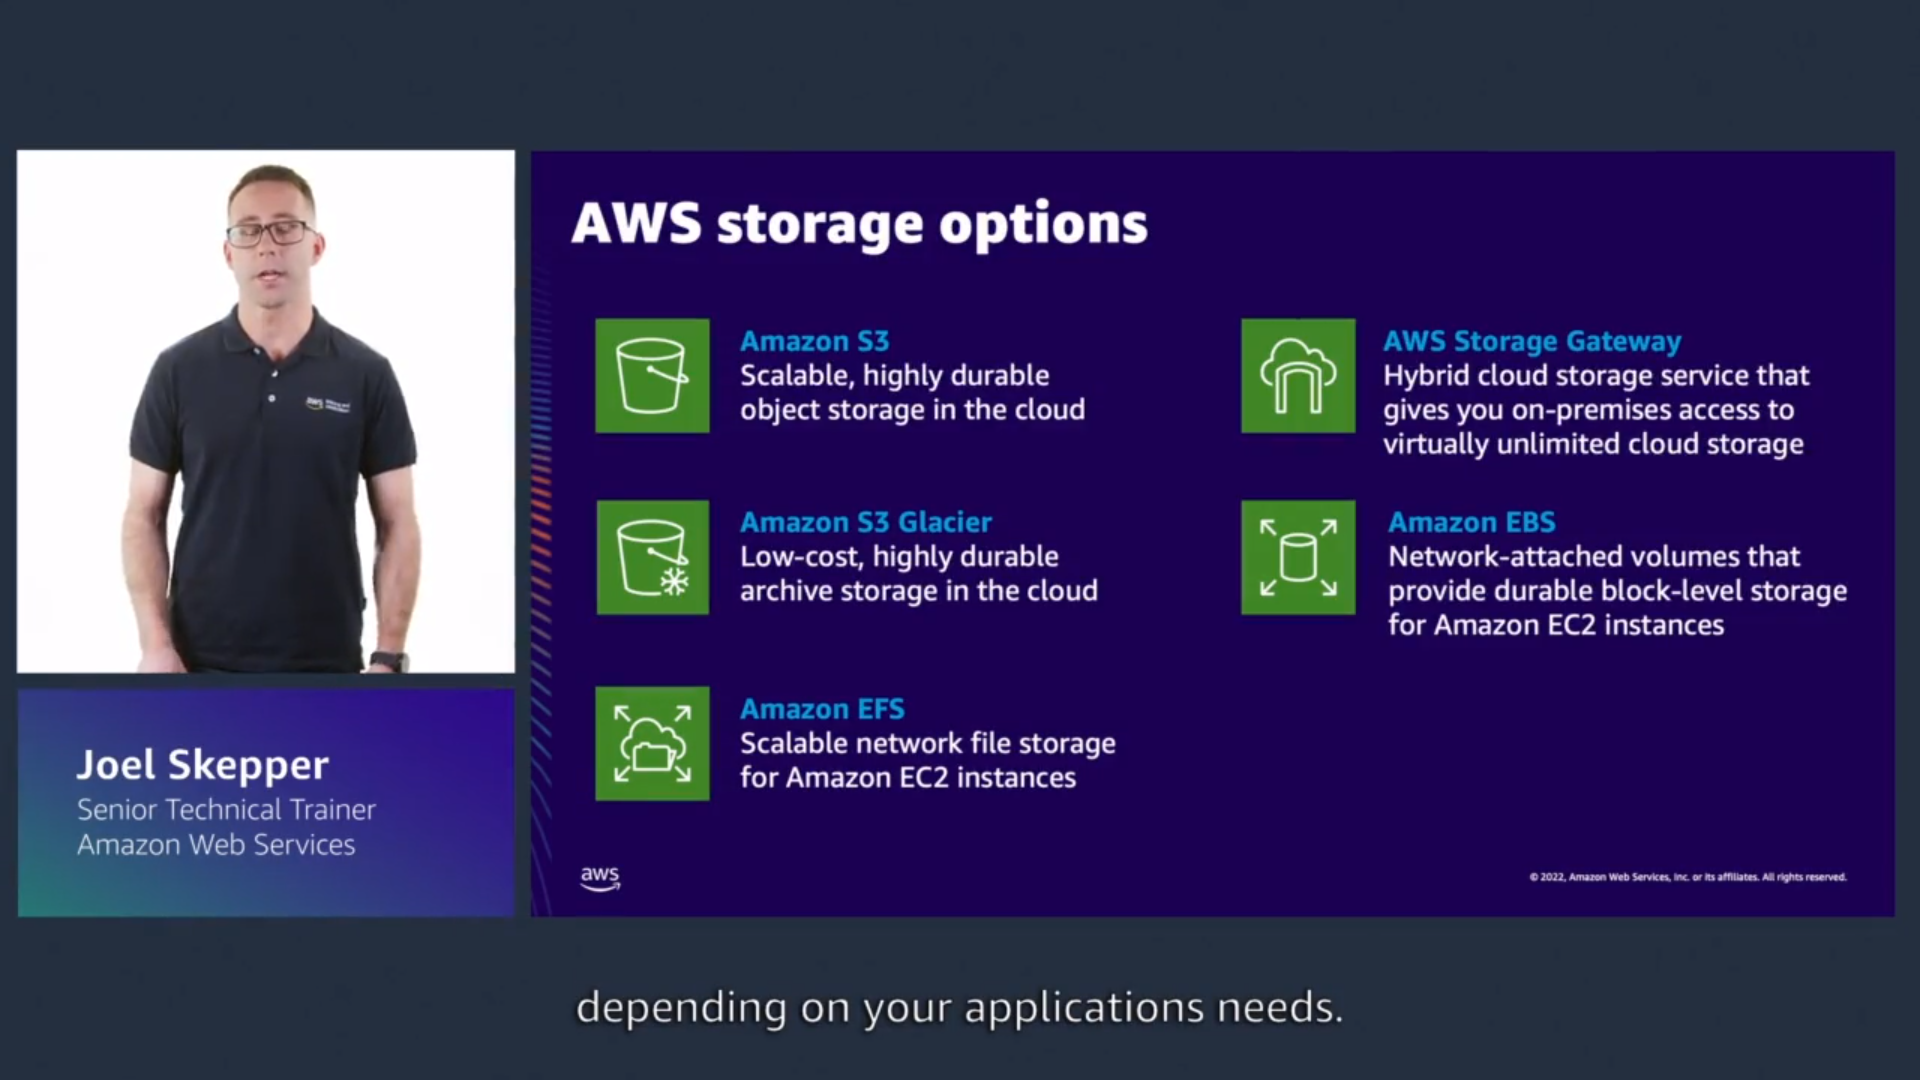 AWS storage options
Amazon S3
Scalable, highly durable
object storage in the cloud
Amazon S3 Glacier
Low-cost, highly durable
archive storage in the cloud
Amazon EFS
Scalable network file storage
for Amazon EC2 instances
AWS Storage Gateway
Hybrid cloud storage service that
gives you on-premises access to
virtually unlimited cloud storage
Amazon EBS
Network-attached volumes that
provide durable block-level storage
for Amazon EC2 instances
aws
© 2022, Amazon Web Services, Inc. or its affiliates. All rights reserved.
aws
Joel Skepper
Senior Technical Trainer
Amazon Web Services
depending on your applications needs.